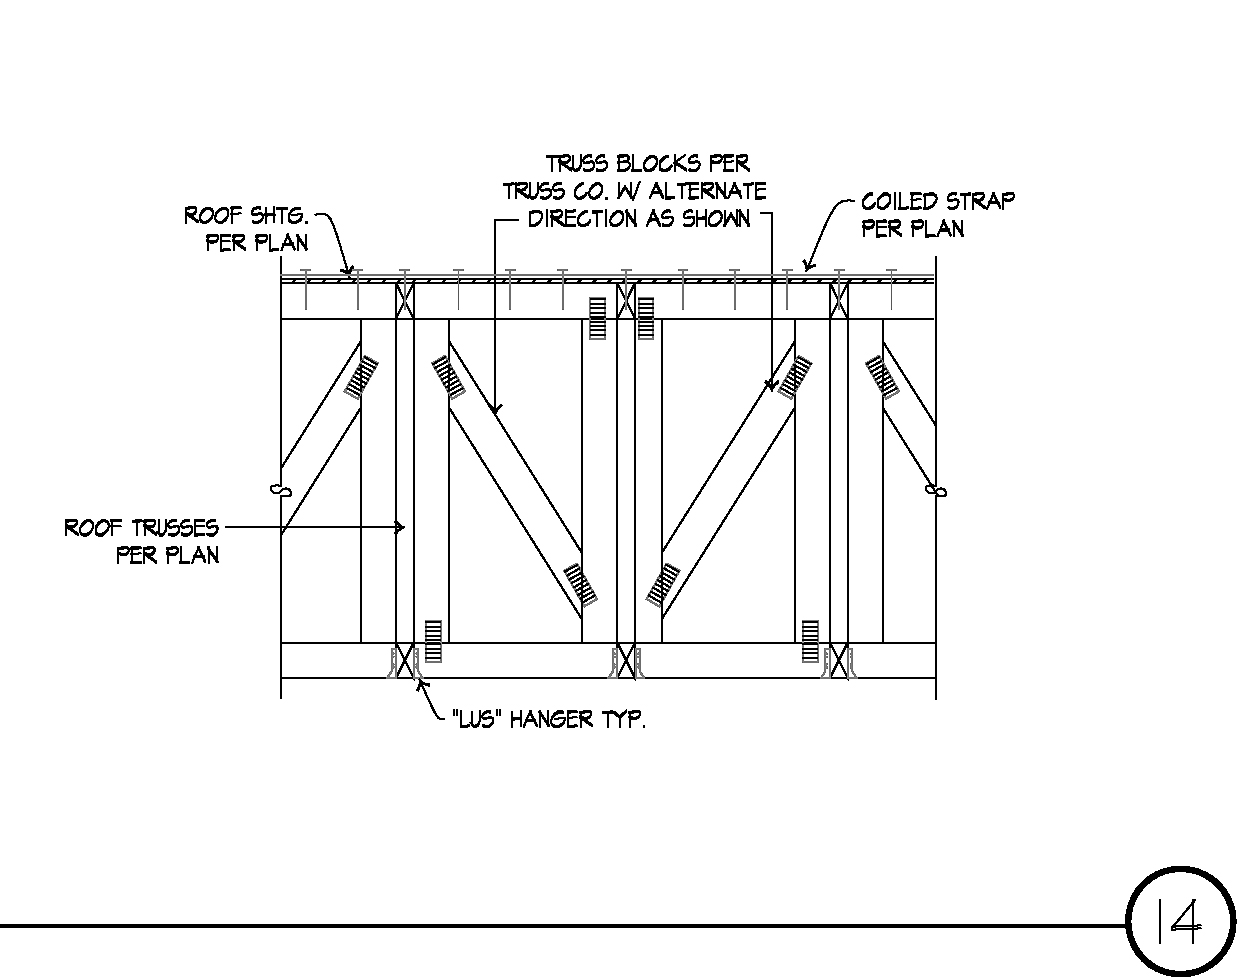 TRUSS BLOCKS PER
TRUSS CO. W/ ALTERNATE
DIRECTION AS SHOWN
ROOF SHTG.
PER PLAN
COILED STRAP
PER PLAN
ROOF TRUSSES
PER PLAN
"LUS" HANGER TYP.
14